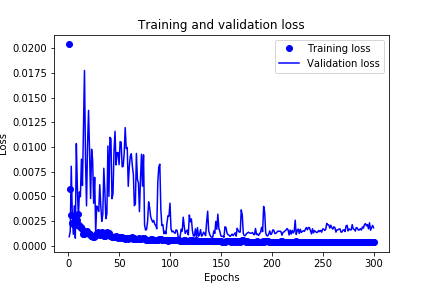 Training and validation loss
Training loss
Validation loss
0.0200
0.0175
0.0150
0.0125
0.0100
0.0075
0.0050
0.0025
0.0000
Loss
0 50 100 150 200 250 300
Epochs